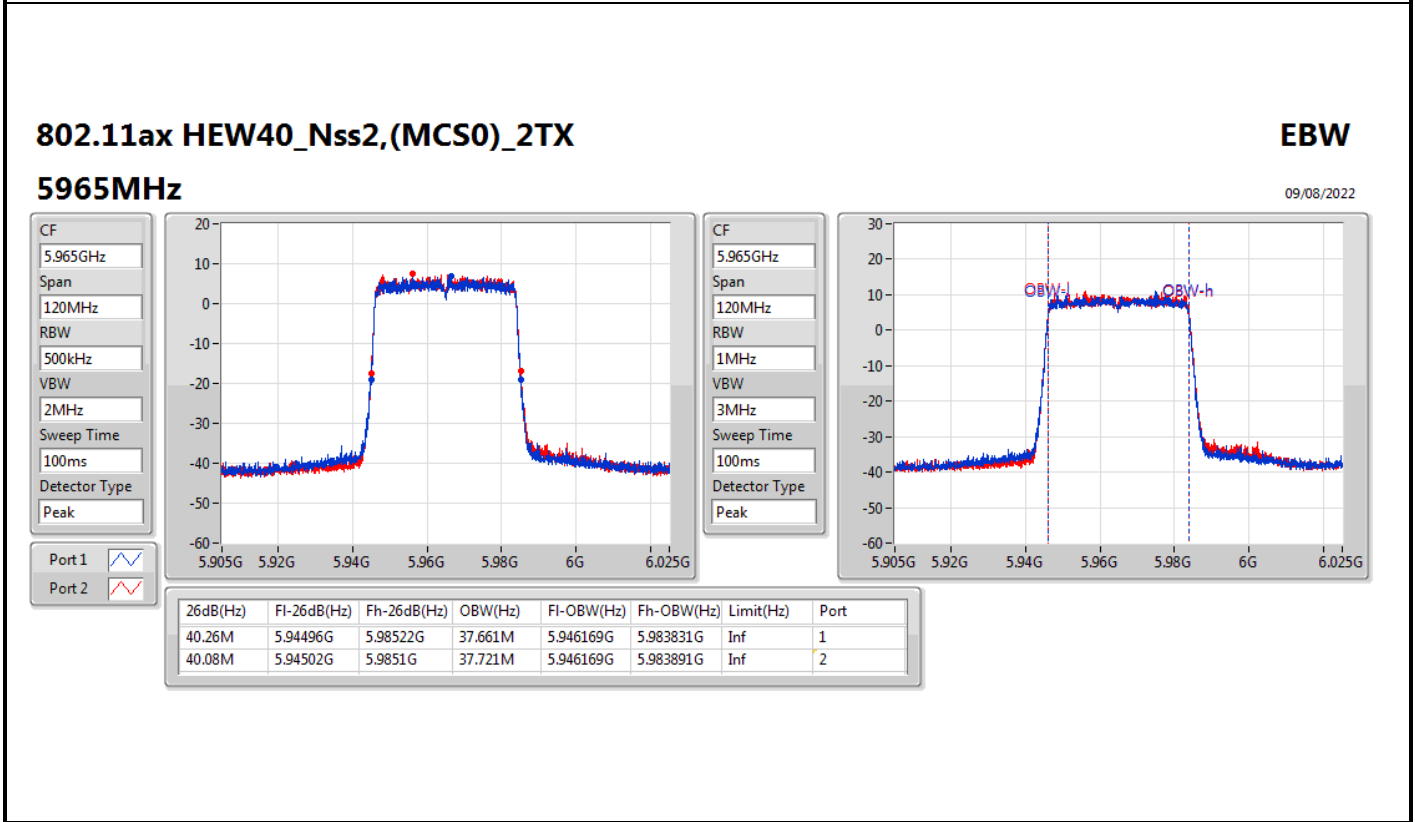 802.11ax HEW40_Nss2,(MCS0)_2TX EBW
5965MHz 09/08/2022
CF
5.965GHz
Span
120MHz
RBW
500kHz
VBW
2MHz
Sweep Time
100ms
Detector Type
Peak
Port 1
Port 2
20
10
0
-10
-20
-30
-40
-50
-60
5.905G 5.92G 5.94G 5.96G 5.98G 6G 6.025G
CF
5.965GHz
Span
120MHz
RBW
1MHz
VBW
3MHz
Sweep Time
100ms
Detector Type
Peak
30
20
10
0
-10
-20
-30
-40
-50
-60
OBW-l OBW-h
5.905G 5.92G 5.94G 5.96G 5.98G 6G 6.025G
26dB(Hz) Fl-26dB(Hz) Fh-26dB(Hz) OBW(Hz) Fl-OBW(Hz) Fh-OBW(Hz) Limit(Hz) Port
40.26M 5.94496G 5.98522G 37.661M 5.946169G 5.983831G Inf 1
40.08M 5.94502G 5.9851G 37.721M 5.946169G 5.983891G Inf 2